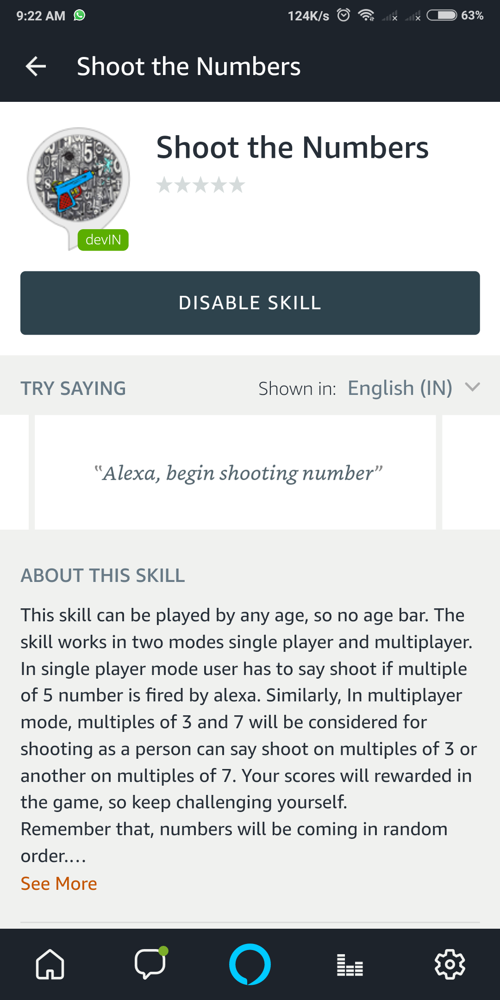 9:22 AM 124K/s 63%
Shoot the Numbers
Shoot the Numbers
devIN
DISABLE SKILL
TRY SAYING Shown in: English (IN)
“Alexa, begin shooting number”
ABOUT THIS SKILL
This skill can be played by any age, so no age bar. The
skill works in two modes single player and multiplayer.
In single player mode user has to say shoot if multiple
of 5 number is fired by alexa. Similarly, In multiplayer
mode, multiples of 3 and 7 will be considered for
shooting as a person can say shoot on multiples of 3 or
another on multiples of 7. Your scores will rewarded in
the game, so keep challenging yourself.
Remember that, numbers will be coming in random
order....
See More